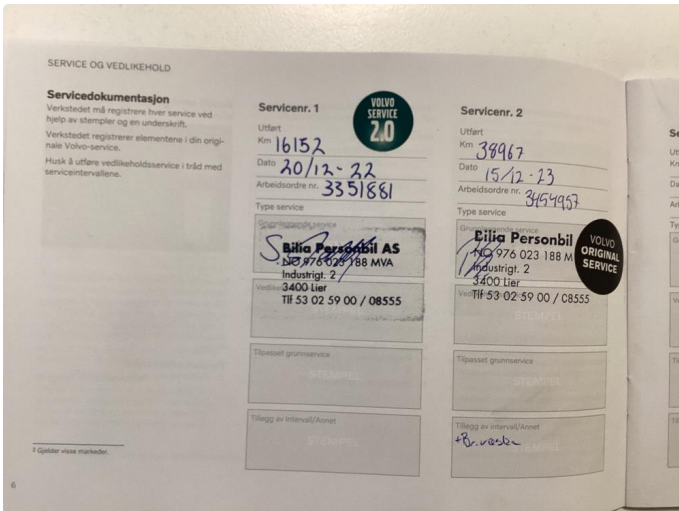 SERVICE OG VEDLIKEHOLD
Servicedokumentasjon
Verkstedet må registrere hver service ved
hjelp av stempler og en underskrift.
Verkstedet registrerer elementene i din origi-
nale Volvo-service.
Husk å utføre vedlikeholdsservice i tråd med
serviceintervallene.
Servicenr. 1
VOLVO
SERVICE
2.0
Utført
Km 16152
Dato 20/12-22
Arbeidsordre nr. 3351881
Type service
Grunnleggende service
Bilia Personbil AS
NO 976 023 188 MVA
Industrigt. 2
3400 Lier
Tlf 53 02 59 00 / 08555
Tilpasset grunnservice
STEMPEL
Tillegg av intervall/Annet
STEMPEL
Servicenr. 2
Utført
Km 38967
Dato 15/12-23
Arbeidsordre nr. 3454957
Type service
Bilia Personbil
NO 976 023 188 M
Industrigt. 2
3400 Lier
Tlf 53 02 59 00 / 08555
VOLVO
ORIGINAL
SERVICE
STEMPEL
Tilpasset grunnservice
STEMPEL
Tillegg av intervall/Annet
+Br.væske
Gjelder visse markeder.
6